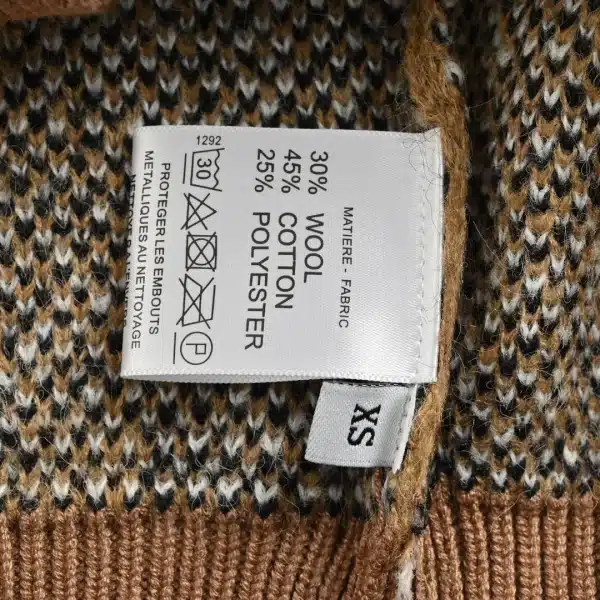 MATIERE - FABRIC
30% WOOL
45% COTTON
25% POLYESTER
1292
30
P
PROTEGER LES EMBOUTS
METALLIQUES AU NETTOYAGE
XS